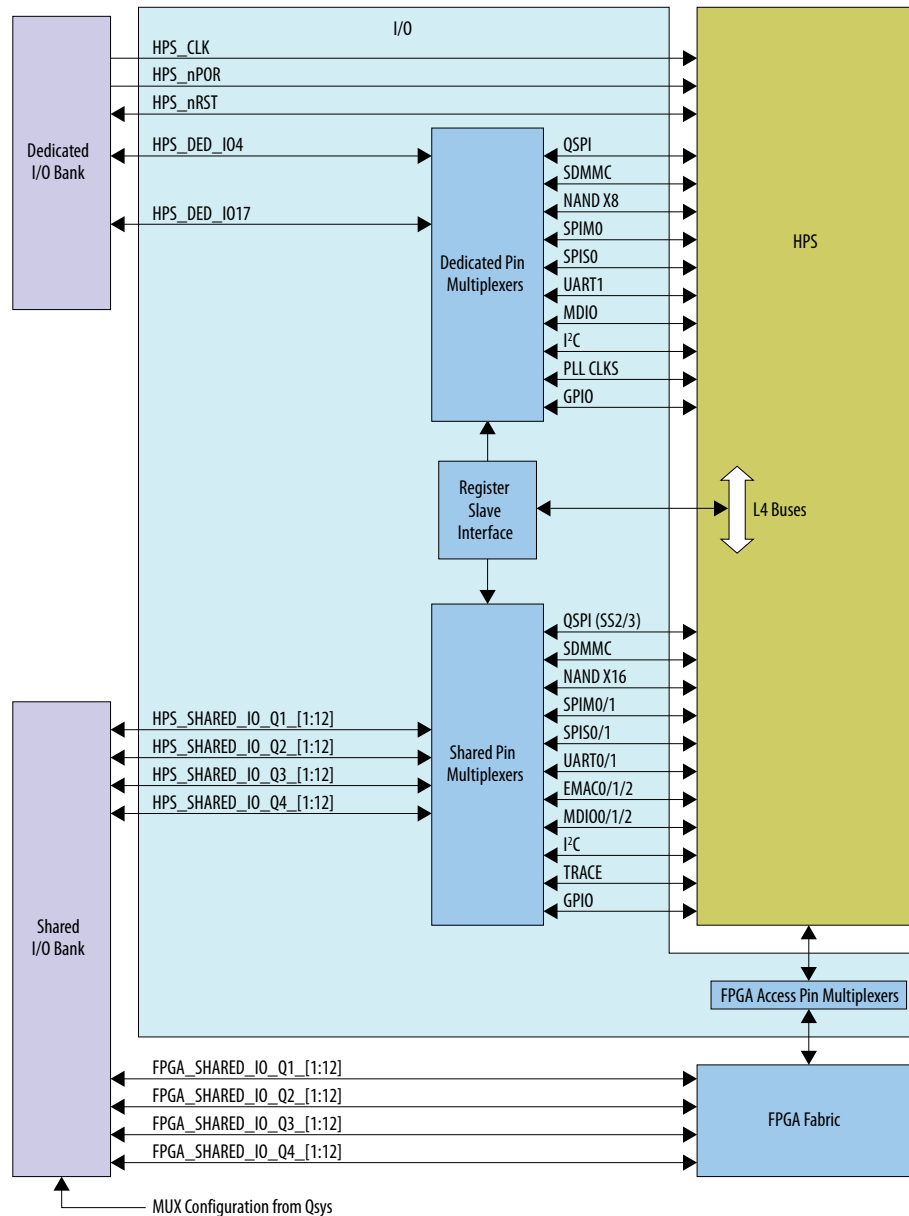 I/O
HPS_CLK
HPS_nPOR
HPS_nRST
Dedicated
I/O Bank
HPS_DED_IO4
HPS_DED_IO17
Dedicated Pin
Multiplexers
QSPI
SDMMC
NAND X8
SPIM0
SPIS0
UART1
MDIO
I²C
PLL CLKS
GPIO
HPS
Register
Slave
Interface
L4 Buses
QSPI (SS2/3)
SDMMC
NAND X16
SPIM0/1
SPIS0/1
UART0/1
EMAC0/1/2
MDIO0/1/2
I²C
TRACE
GPIO
Shared Pin
Multiplexers
HPS_SHARED_IO_Q1_[1:12]
HPS_SHARED_IO_Q2_[1:12]
HPS_SHARED_IO_Q3_[1:12]
HPS_SHARED_IO_Q4_[1:12]
Shared
I/O Bank
FPGA Access Pin Multiplexers
FPGA_SHARED_IO_Q1_[1:12]
FPGA_SHARED_IO_Q2_[1:12]
FPGA_SHARED_IO_Q3_[1:12]
FPGA_SHARED_IO_Q4_[1:12]
FPGA Fabric
MUX Configuration from Qsys